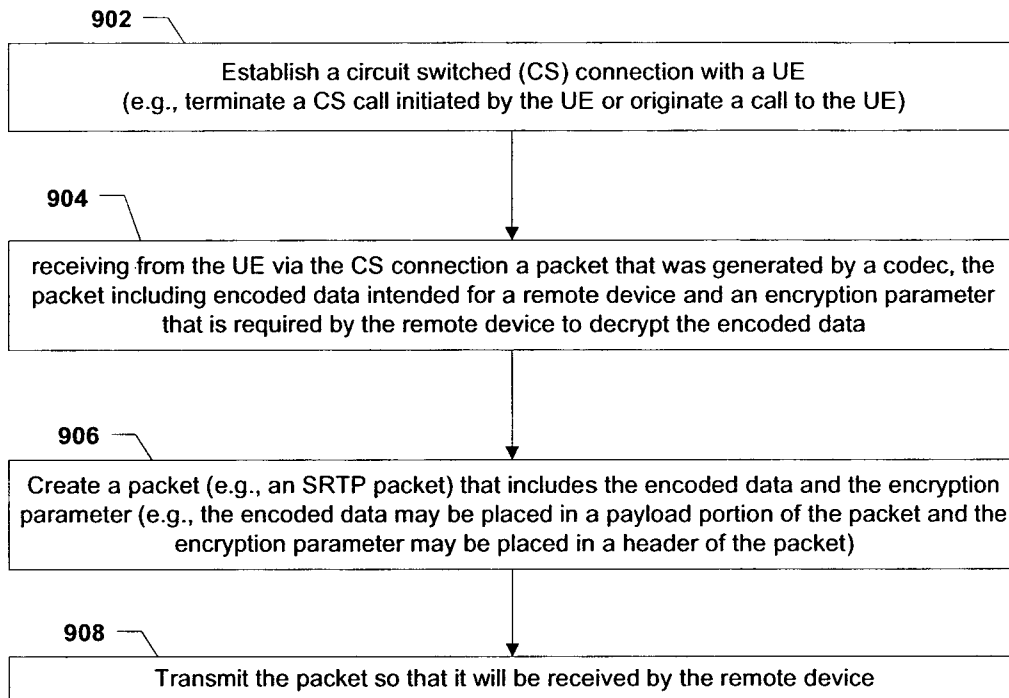 902
Establish a circuit switched (CS) connection with a UE
(e.g., terminate a CS call initiated by the UE or originate a call to the UE)
904
receiving from the UE via the CS connection a packet that was generated by a codec, the
packet including encoded data intended for a remote device and an encryption parameter
that is required by the remote device to decrypt the encoded data
906
Create a packet (e.g., an SRTP packet) that includes the encoded data and the encryption
parameter (e.g., the encoded data may be placed in a payload portion of the packet and the
encryption parameter may be placed in a header of the packet)
908
Transmit the packet so that it will be received by the remote device